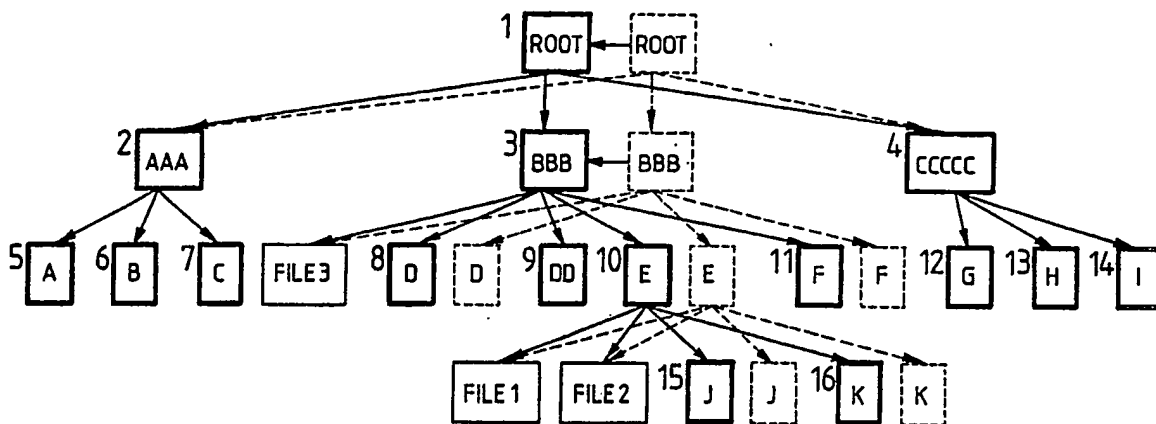 1 ROOT ROOT
2 AAA 3 BBB BBB 4 CCCCC
5 A 6 B 7 C FILE3 8 D D 9 DD 10 E E 11 F F 12 G 13 H 14 I
FILE1 FILE2 15 J J 16 K K